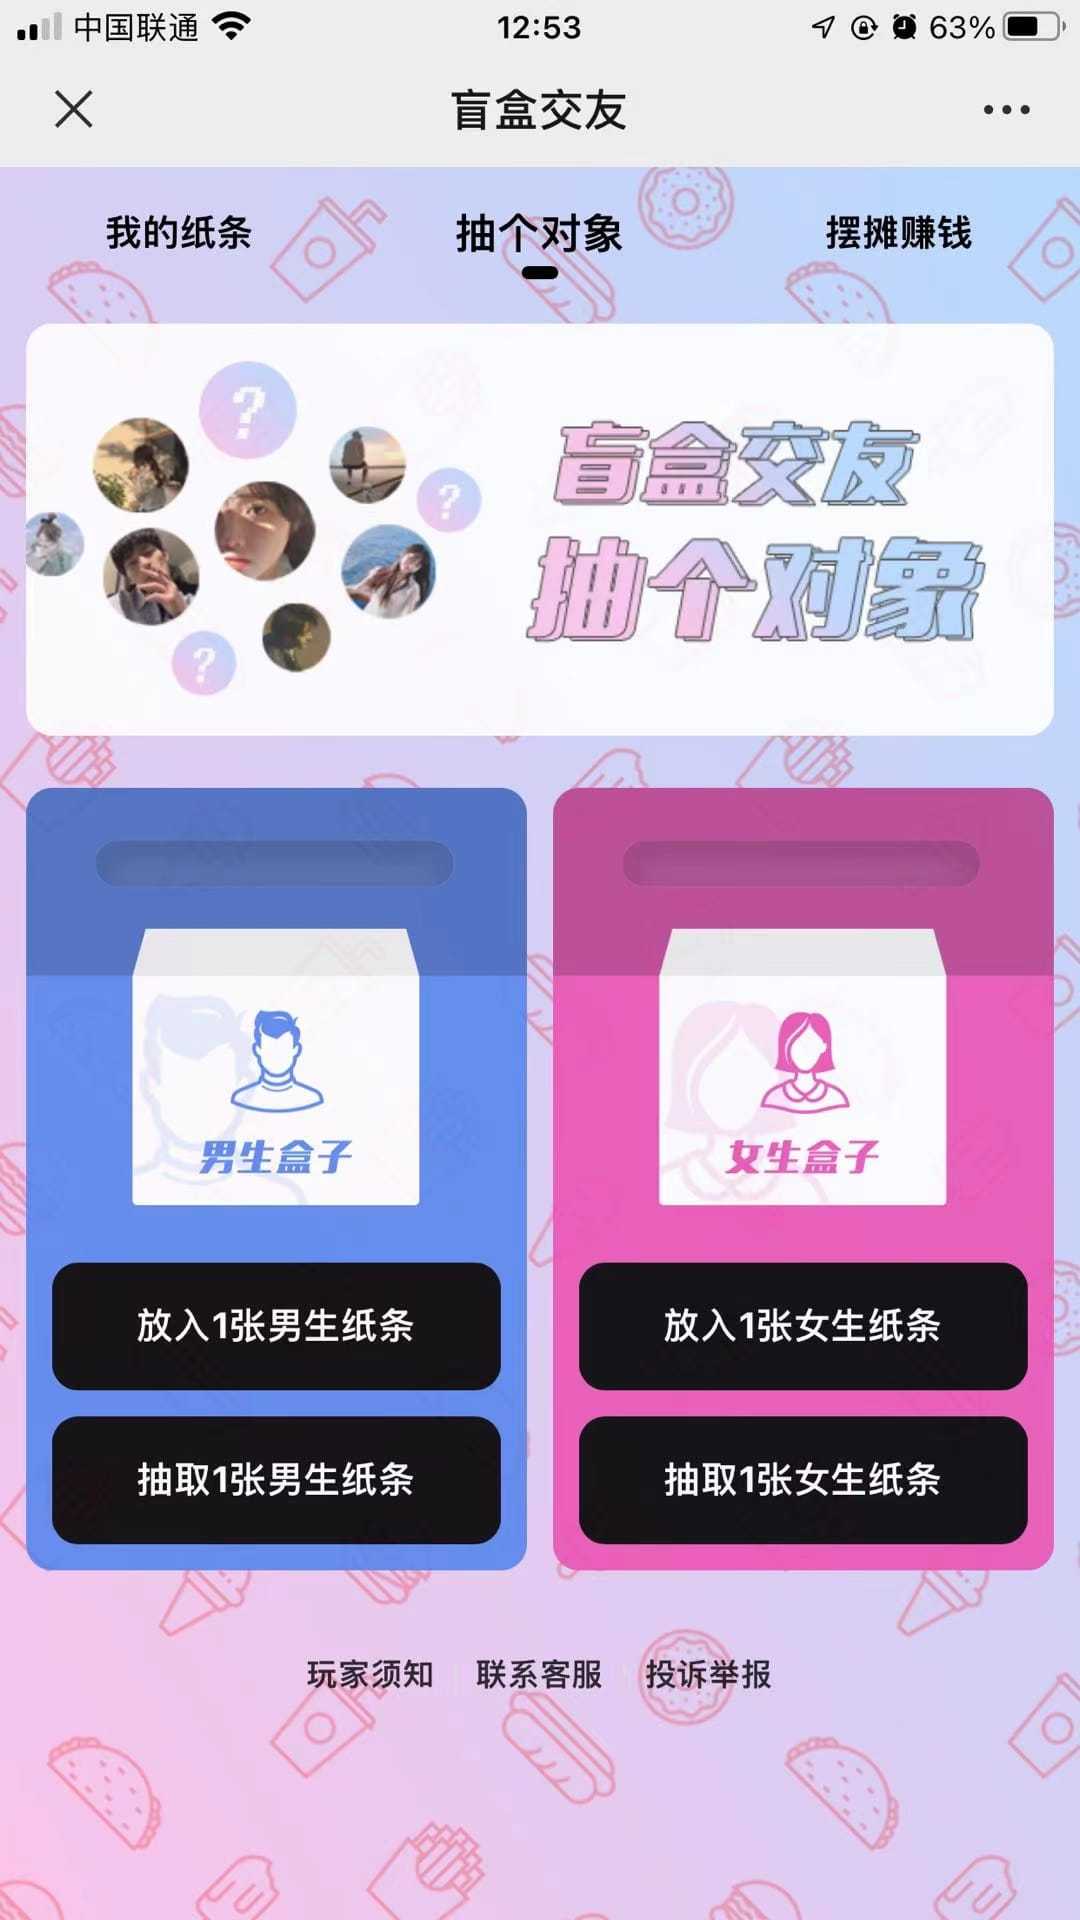 中国联通
12:53
63%
盲盒交友
我的纸条
抽个对象
摆摊赚钱
?
?
?
盲盒交友
抽个对象
男生盒子
女生盒子
放入1张男生纸条
放入1张女生纸条
抽取1张男生纸条
抽取1张女生纸条
玩家须知
联系客服
投诉举报